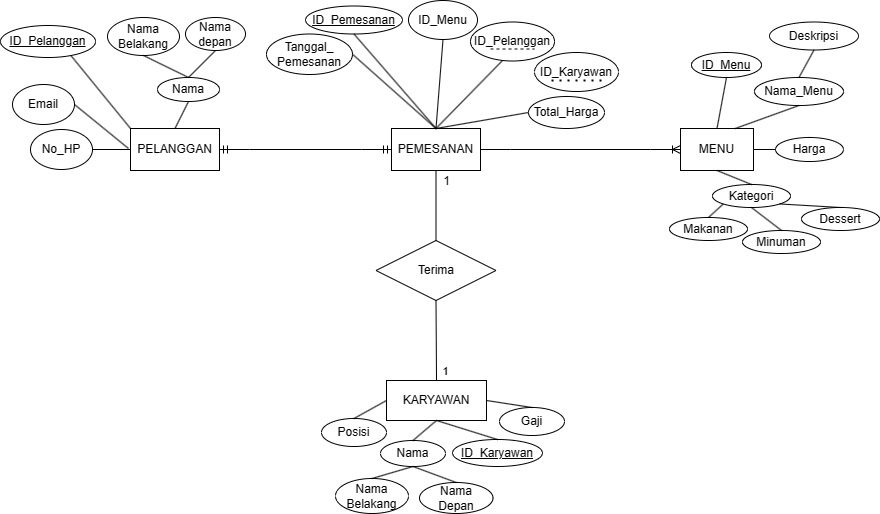 ID_Pelanggan
Nama
Belakang
Nama
depan
Nama
Email
No_HP
PELANGGAN
ID_Pemesanan
Tanggal_
Pemesanan
ID_Menu
ID_Pelanggan
ID_Karyawan
Total_Harga
PEMESANAN
1
Deskripsi
ID_Menu
Nama_Menu
MENU
Harga
Kategori
Makanan
Minuman
Dessert
Terima
1
KARYAWAN
Posisi
Gaji
Nama
ID_Karyawan
Nama
Belakang
Nama
Depan